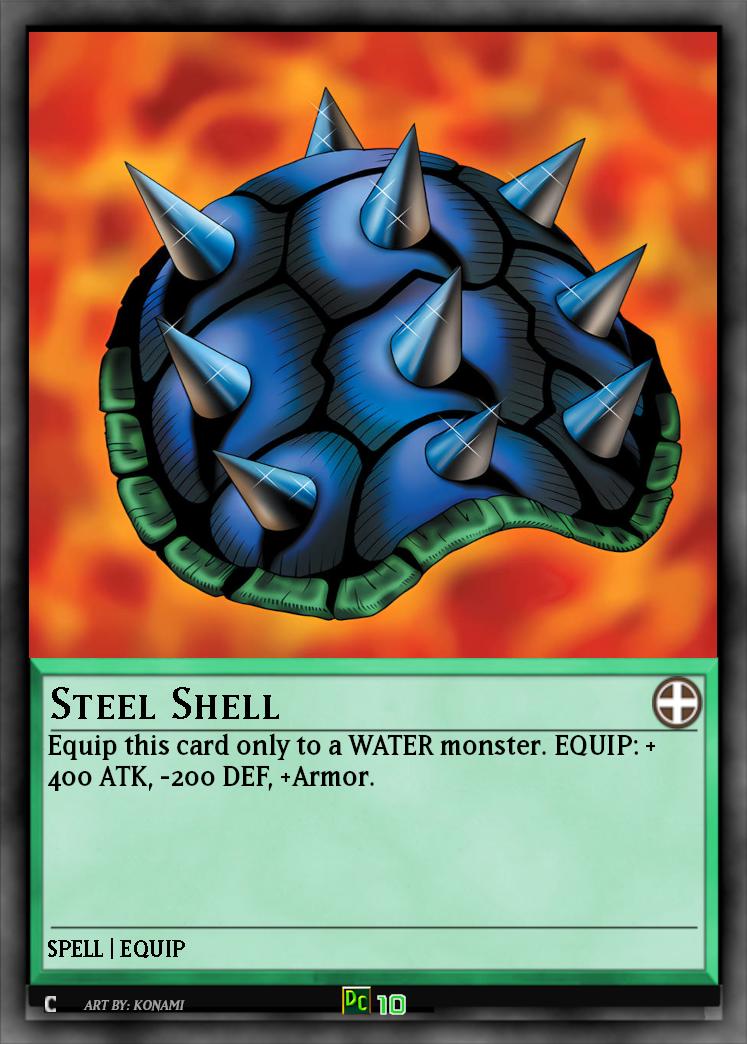 STEEL SHELL
Equip this card only to a WATER monster. EQUIP: +
400 ATK, -200 DEF, +Armor.
SPELL | EQUIP
C ART BY: KONAMI PC 10